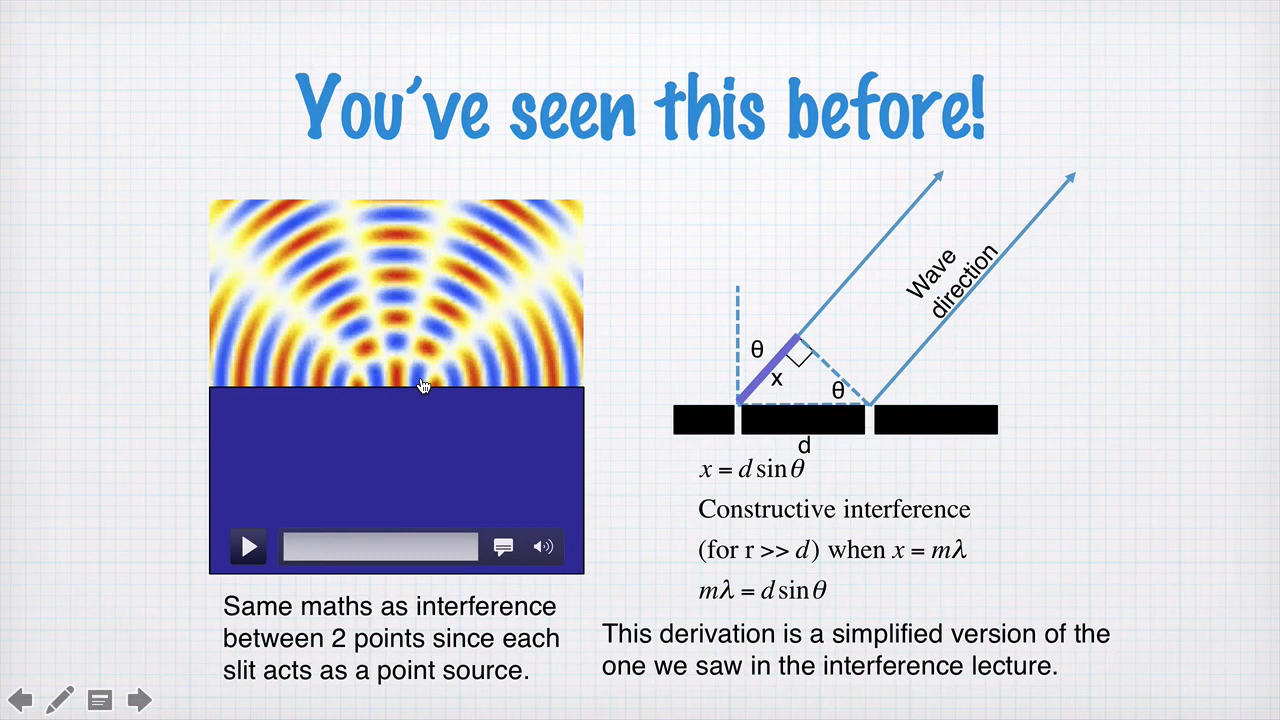 You've seen this before!
Wave
direction
θ
x
θ
d
x = d sin θ
Constructive interference
(for r >> d) when x = mλ
mλ = d sin θ
Same maths as interference
between 2 points since each
slit acts as a point source.
This derivation is a simplified version of the
one we saw in the interference lecture.